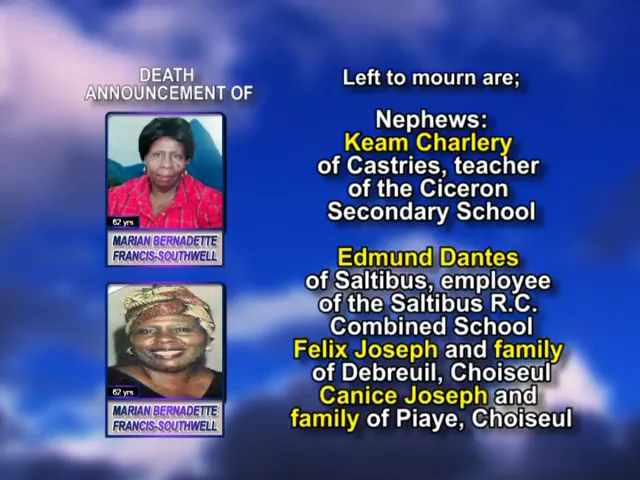 DEATH
ANNOUNCEMENT OF
62 yrs
MARIAN BERNADETTE
FRANCIS-SOUTHWELL
62 yrs
MARIAN BERNADETTE
FRANCIS-SOUTHWELL
Left to mourn are;
Nephews:
Keam Charlery
of Castries, teacher
of the Ciceron
Secondary School
Edmund Dantes
of Saltibus, employee
of the Saltibus R.C.
Combined School
Felix Joseph and family
of Debreuil, Choiseul
Canice Joseph and
family of Piaye, Choiseul